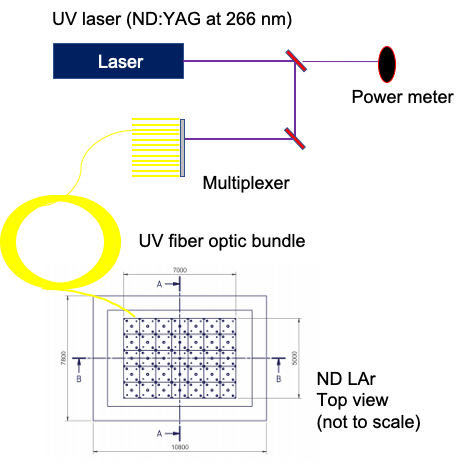 UV laser (ND:YAG at 266 nm)
Laser
Power meter
Multiplexer
UV fiber optic bundle
7000
A
7800
5000
B
B
ND LAr
Top view
(not to scale)
A
10800